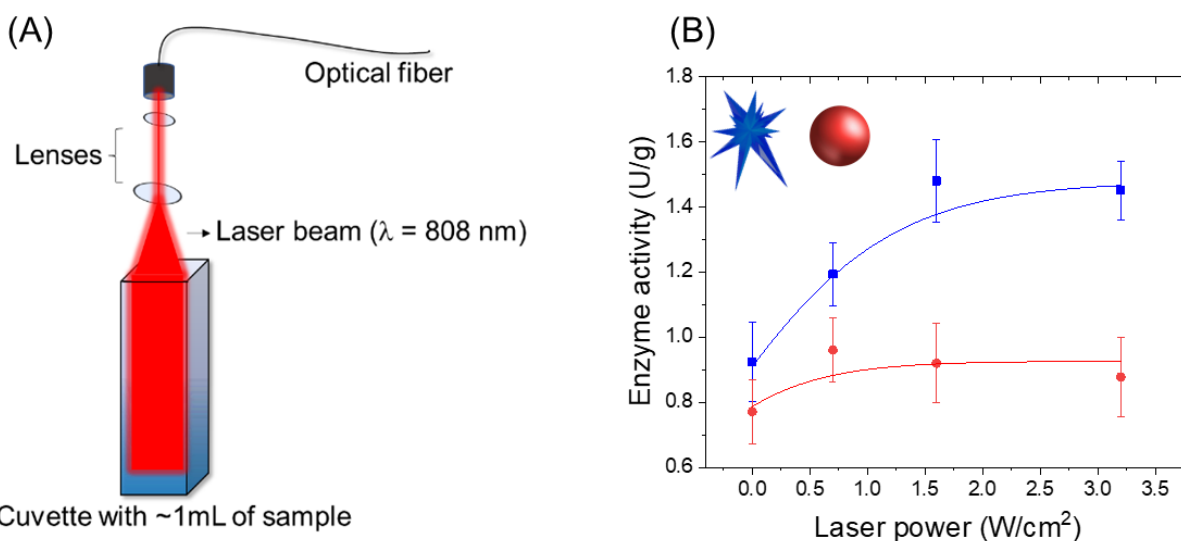 (A)
Optical fiber
Lenses
Laser beam (λ = 808 nm)
Cuvette with ~1mL of sample
(B)
Enzyme activity (U/g)
1.8
1.6
1.4
1.2
1.0
0.8
0.6
0.0 0.5 1.0 1.5 2.0 2.5 3.0 3.5
Laser power (W/cm²)